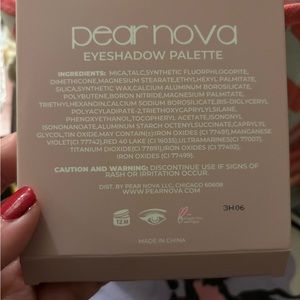 pear nova
EYESHADOW PALETTE
INGREDIENTS: MICA,TALC,SYNTHETIC FLUORPHLOGOPITE,
DIMETHICONE,MAGNESIUM STEARATE,ETHYLHEXYL PALMITATE,
SILICA,SYNTHETIC WAX,CALCIUM ALUMINUM BOROSILICATE,
POLYBUTENE,BORON NITRIDE,MAGNESIUM PALMITATE,
TRIETHYLHEXANOIN,CALCIUM SODIUM BOROSILICATE, BIS-DIGLYCERYL
POLYACYLADIPATE-2,TRIETHOXYCAPRYLYLSILANE,
PHENOXYETHANOL,TOCOPHERYL ACETATE,ISONONYL
ISONONANOATE,ALUMINUM STARCH OCTENYLSUCCINATE,CAPRYLYL
GLYCOL,TIN OXIDE.MAY CONTAIN(±):IRON OXIDES (CI 77491),MANGANESE
VIOLET(CI 77742),RED 40 LAKE (CI 16035),ULTRAMARINES(CI 77007),
TITANIUM DIOXIDE(CI 77891),IRON OXIDES (CI 77492),
IRON OXIDES (CI 77499).
CAUTION AND WARNING: DISCONTINUE USE IF SIGNS OF
RASH OR IRRITATION OCCUR.
DIST. BY PEAR NOVA LLC, CHICAGO 60608
WWW.PEARNOVA.COM
12M
3H06
MADE IN CHINA